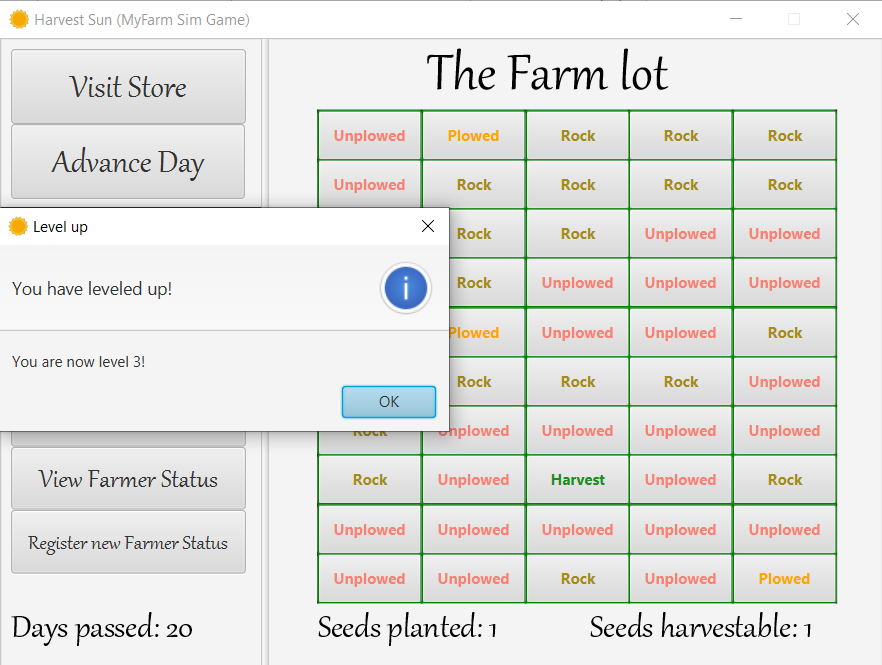 Harvest Sun (MyFarm Sim Game)
Visit Store
Advance Day
The Farm lot
Unplowed Plowed Rock Rock Rock
Unplowed Rock Rock Rock Rock
Rock Rock Unplowed Unplowed
Rock Unplowed Unplowed Unplowed
Plowed Unplowed Unplowed Rock
Rock Rock Rock Unplowed
Rock Unplowed Unplowed Unplowed Unplowed
Rock Unplowed Harvest Unplowed Rock
Unplowed Unplowed Unplowed Unplowed Unplowed
Unplowed Unplowed Rock Unplowed Plowed
Level up
You have leveled up!
You are now level 3!
OK
View Farmer Status
Register new Farmer Status
Days passed: 20
Seeds planted: 1
Seeds harvestable: 1